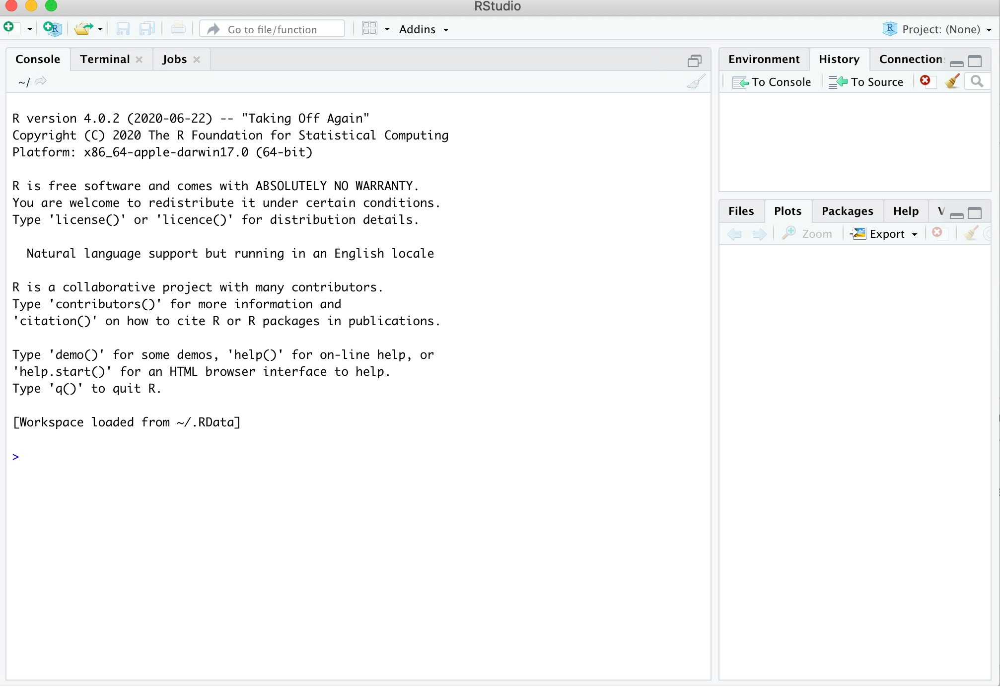 RStudio
Go to file/function
Addins
Project: (None)
Console Terminal Jobs
~/
R version 4.0.2 (2020-06-22) -- "Taking Off Again"
Copyright (C) 2020 The R Foundation for Statistical Computing
Platform: x86_64-apple-darwin17.0 (64-bit)
R is free software and comes with ABSOLUTELY NO WARRANTY.
You are welcome to redistribute it under certain conditions.
Type 'license()' or 'licence()' for distribution details.
Natural language support but running in an English locale
R is a collaborative project with many contributors.
Type 'contributors()' for more information and
'citation()' on how to cite R or R packages in publications.
Type 'demo()' for some demos, 'help()' for on-line help, or
'help.start()' for an HTML browser interface to help.
Type 'q()' to quit R.
[Workspace loaded from ~/.RData]
>
Environment History Connection
To Console To Source
Files Plots Packages Help V
Zoom Export